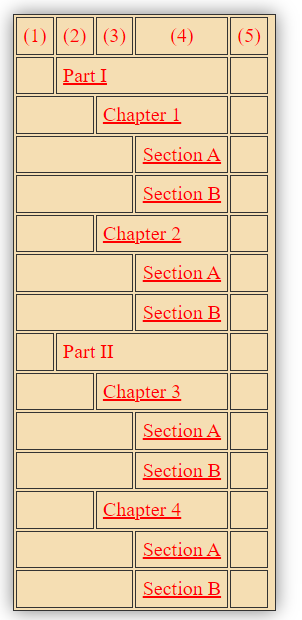 (1) (2) (3) (4) (5)
Part I
Chapter 1
Section A
Section B
Chapter 2
Section A
Section B
Part II
Chapter 3
Section A
Section B
Chapter 4
Section A
Section B